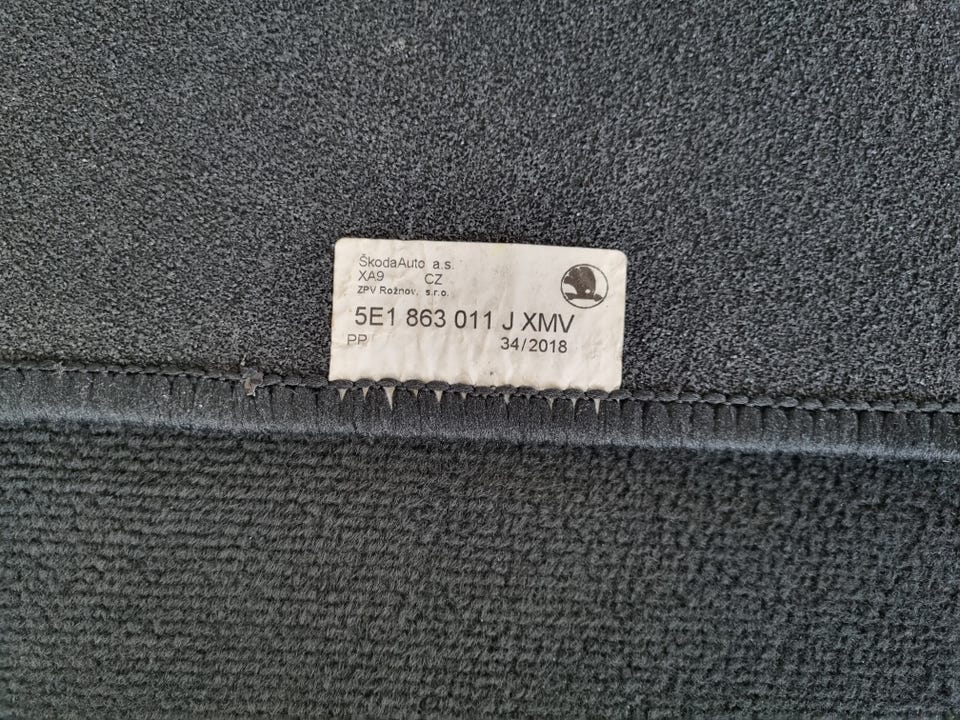 ŠkodaAuto a.s.
XA9 CZ
ZPV Rožnov, s.r.o.
5E1 863 011 J XMV
PP 34/2018